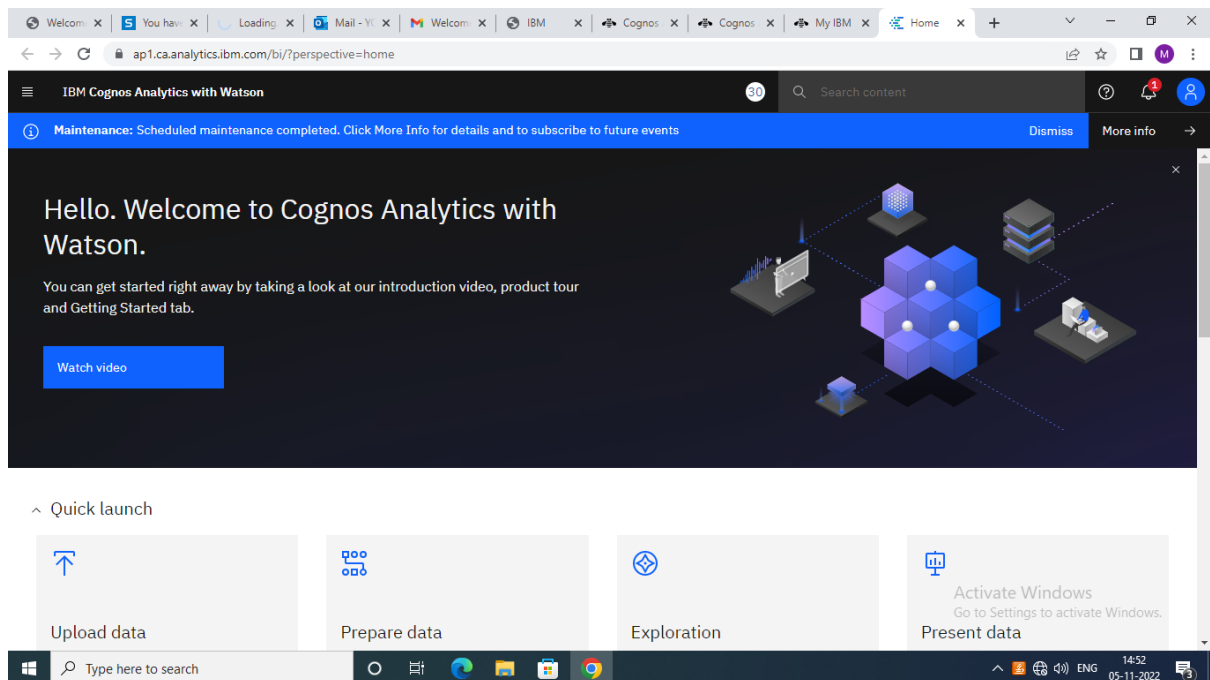 Welcome
You have
Loading.
Mail - YO
Welcom
IBM
Cognos
Cognos
My IBM
Home
ap1.ca.analytics.ibm.com/bi/?perspective=home
M
IBM Cognos Analytics with Watson
30
Search content
1
Maintenance: Scheduled maintenance completed. Click More Info for details and to subscribe to future events
Dismiss
More info
Hello. Welcome to Cognos Analytics with
Watson.
You can get started right away by taking a look at our introduction video, product tour
and Getting Started tab.
Watch video
Quick launch
Upload data
Prepare data
Exploration
Present data
Activate Windows
Go to Settings to activate Windows.
Type here to search
ENG
14:52
05-11-2022
3